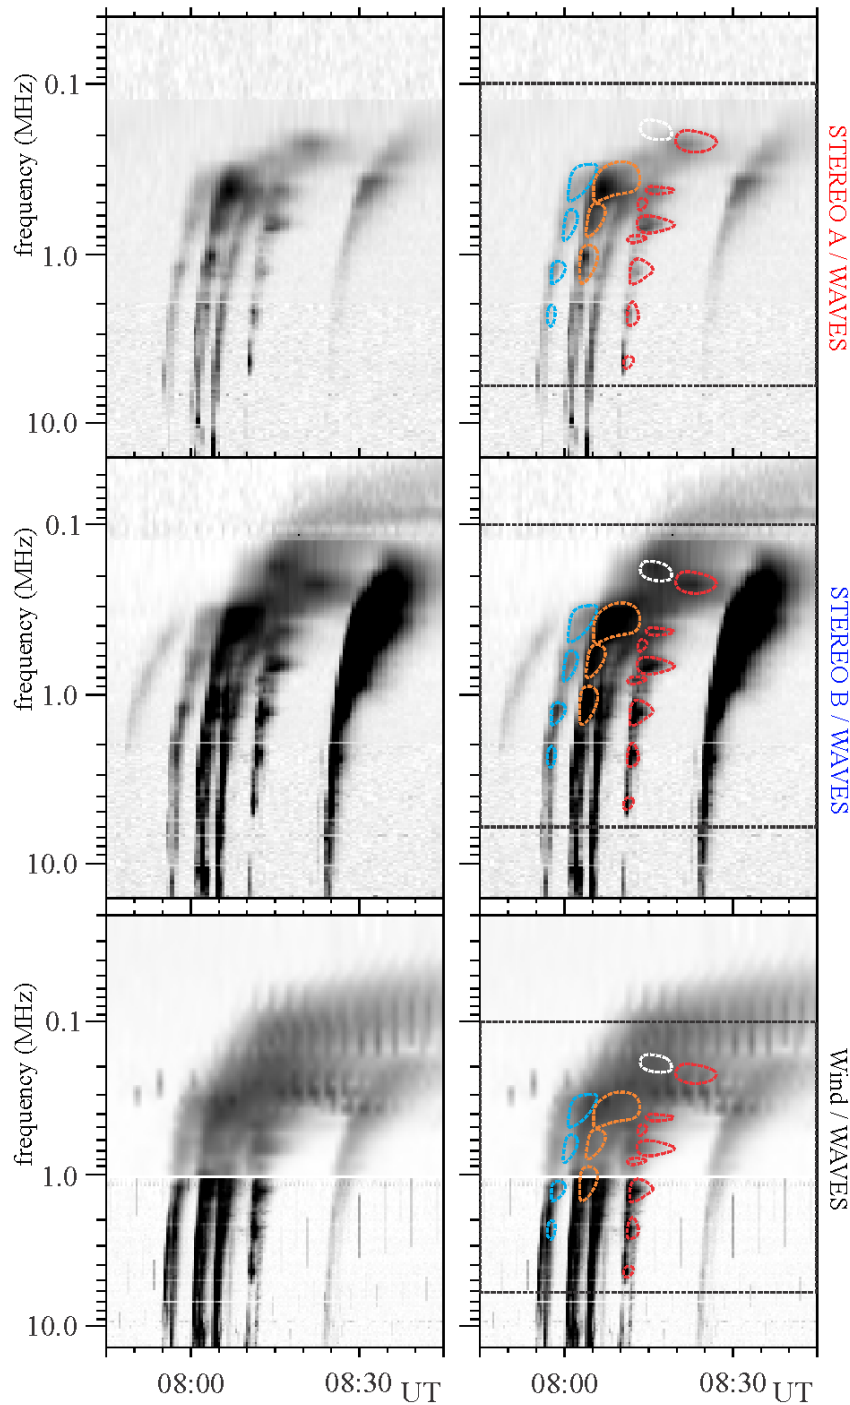 0.1
1.0
10.0
frequency (MHz)
STEREO A / WAVES
0.1
1.0
10.0
frequency (MHz)
STEREO B / WAVES
0.1
1.0
10.0
frequency (MHz)
Wind / WAVES
08:00 08:30 UT 08:00 08:30 UT